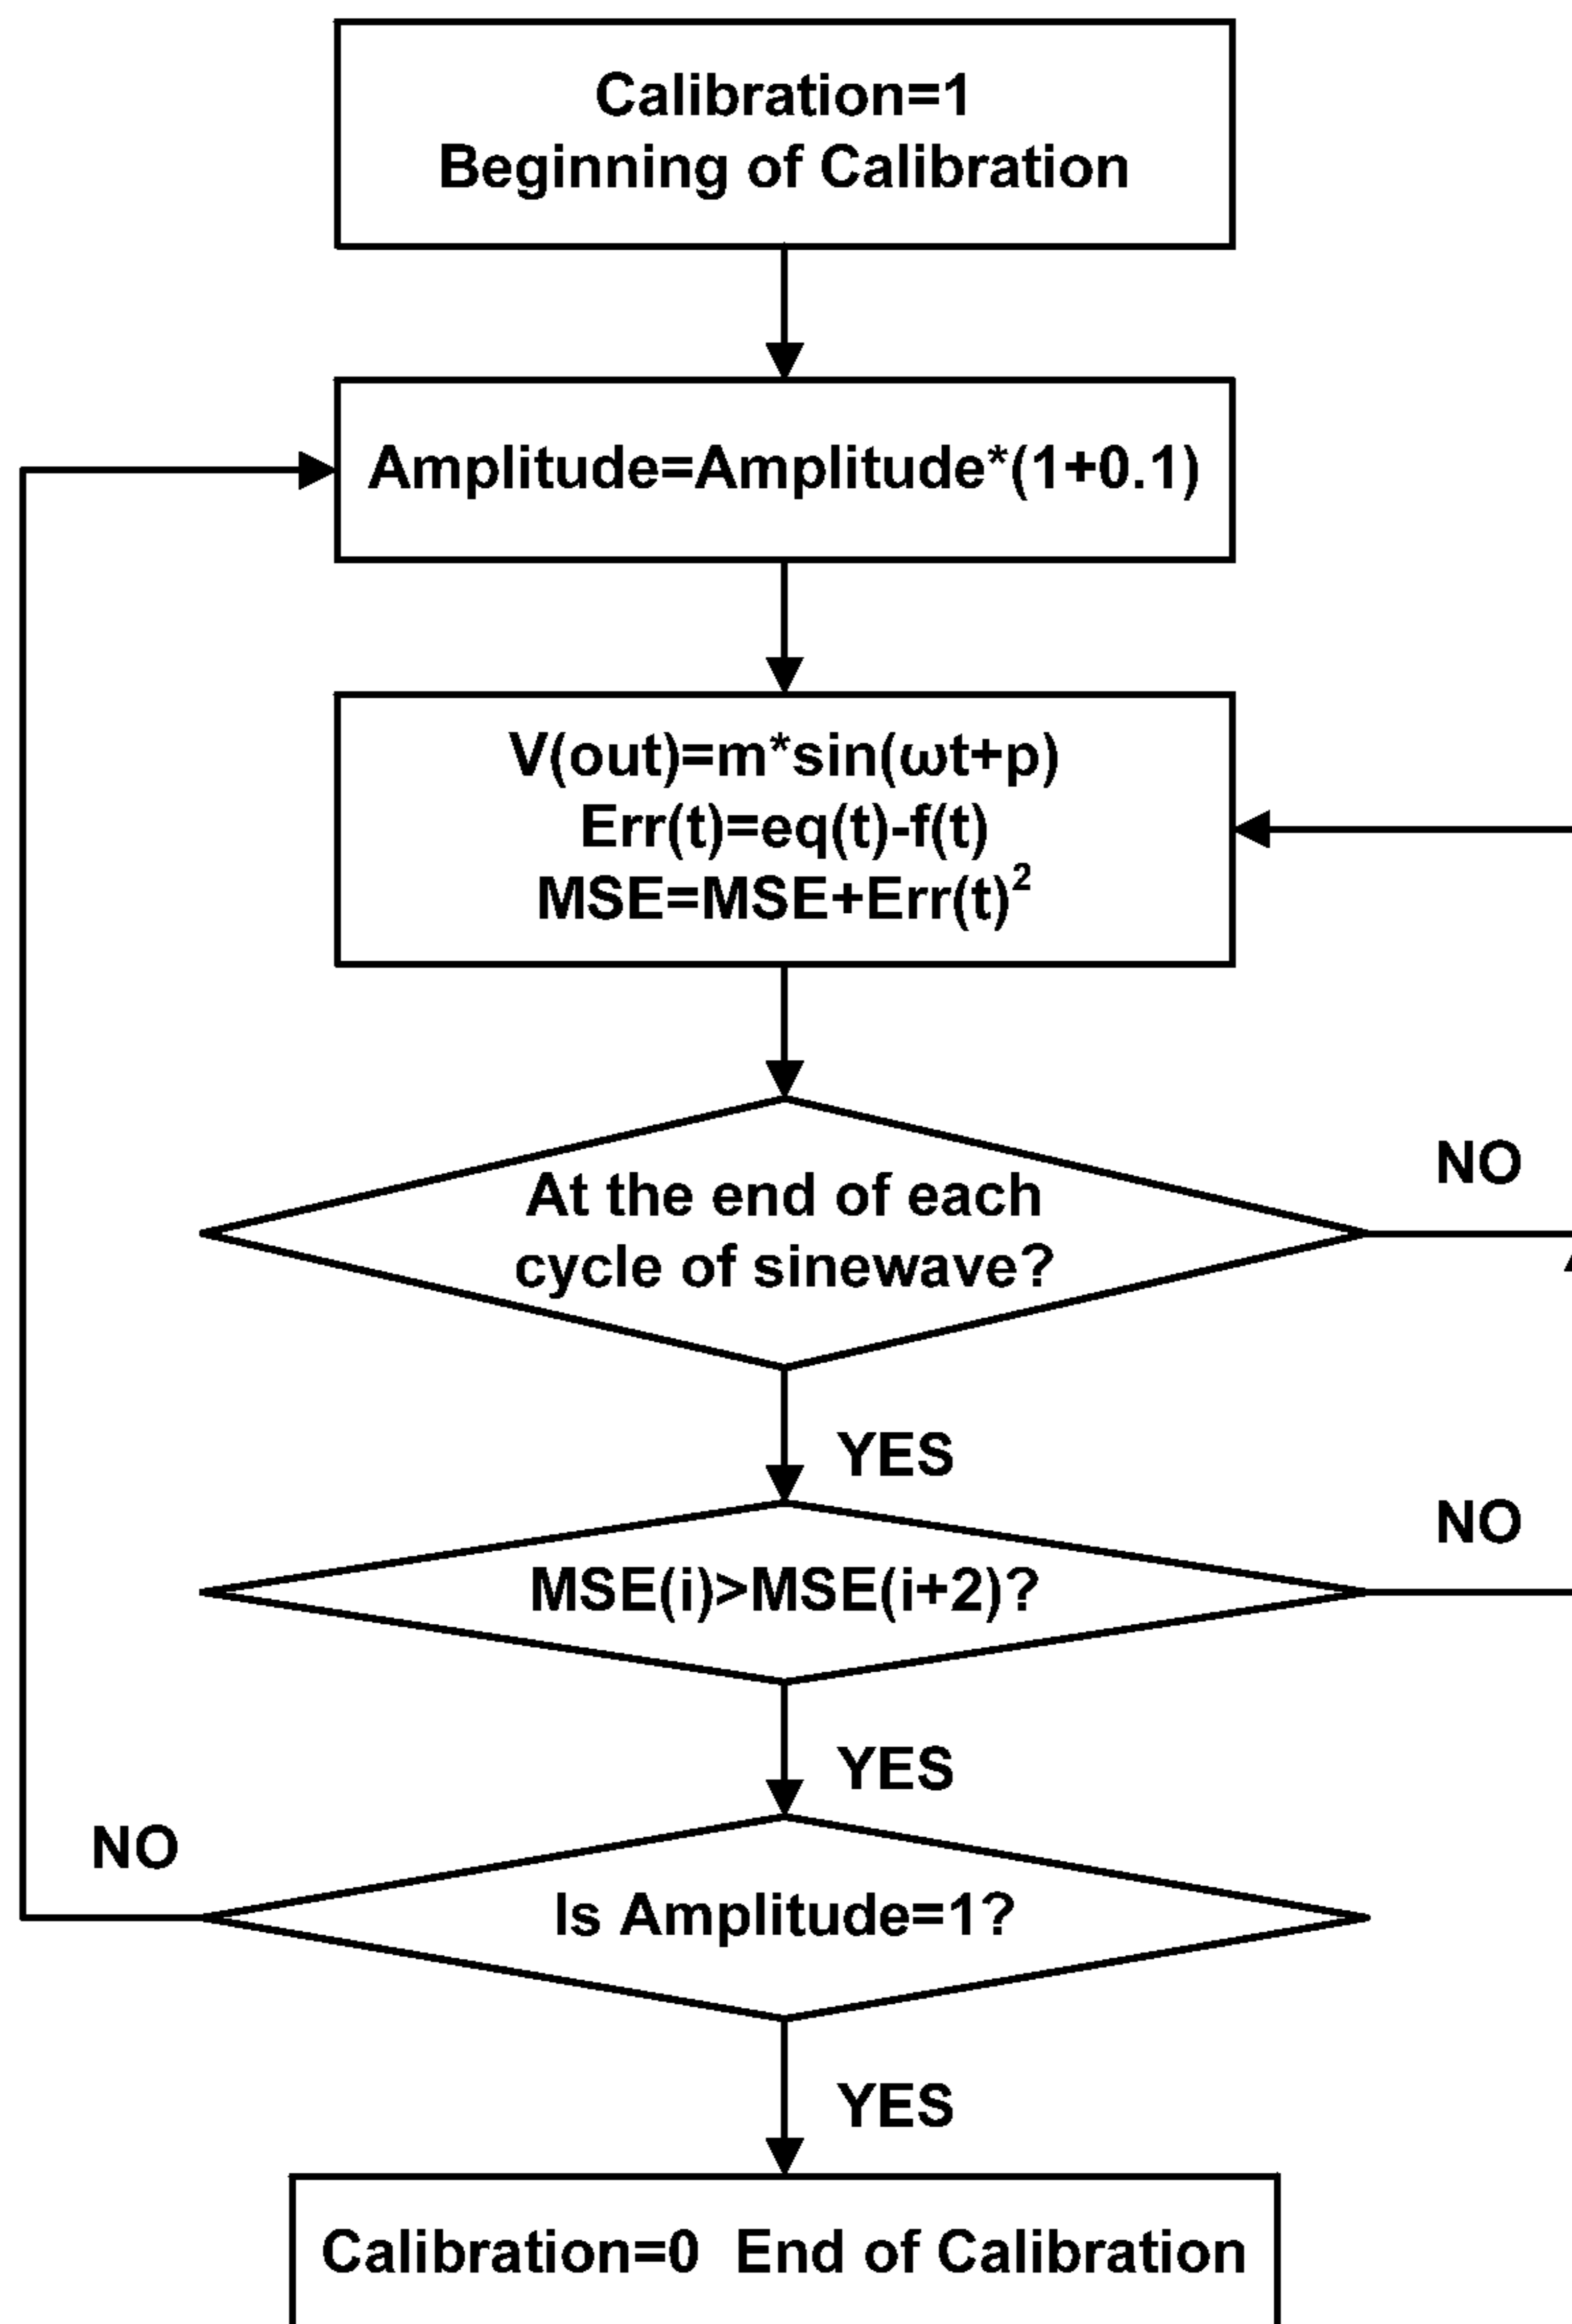 Calibration=1
Beginning of Calibration
Amplitude=Amplitude*(1+0.1)
V(out)=m*sin(ωt+p)
Err(t)=eq(t)-f(t)
MSE=MSE+Err(t)²
At the end of each
cycle of sinewave?
NO
YES
MSE(i)>MSE(i+2)?
NO
YES
Is Amplitude=1?
NO
YES
Calibration=0 End of Calibration